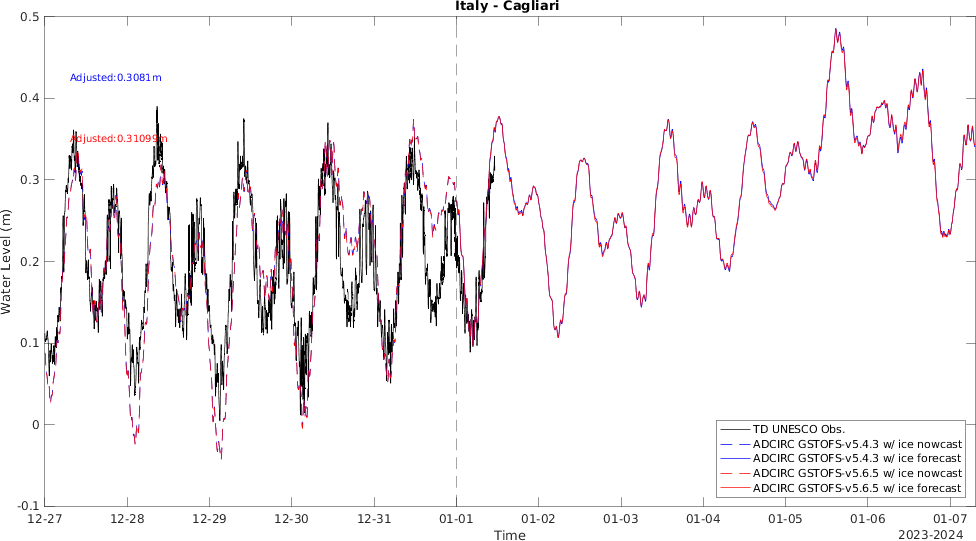 Italy - Cagliari
0.5
0.4
0.3
0.2
0.1
0
-0.1
Water Level (m)
Adjusted:0.3081m
Adjusted:0.31099m
TD UNESCO Obs.
ADCIRC GSTOFS-v5.4.3 w/ ice nowcast
ADCIRC GSTOFS-v5.4.3 w/ ice forecast
ADCIRC GSTOFS-v5.6.5 w/ ice nowcast
ADCIRC GSTOFS-v5.6.5 w/ ice forecast
12-27 12-28 12-29 12-30 12-31 01-01 01-02 01-03 01-04 01-05 01-06 01-07
Time
2023-2024